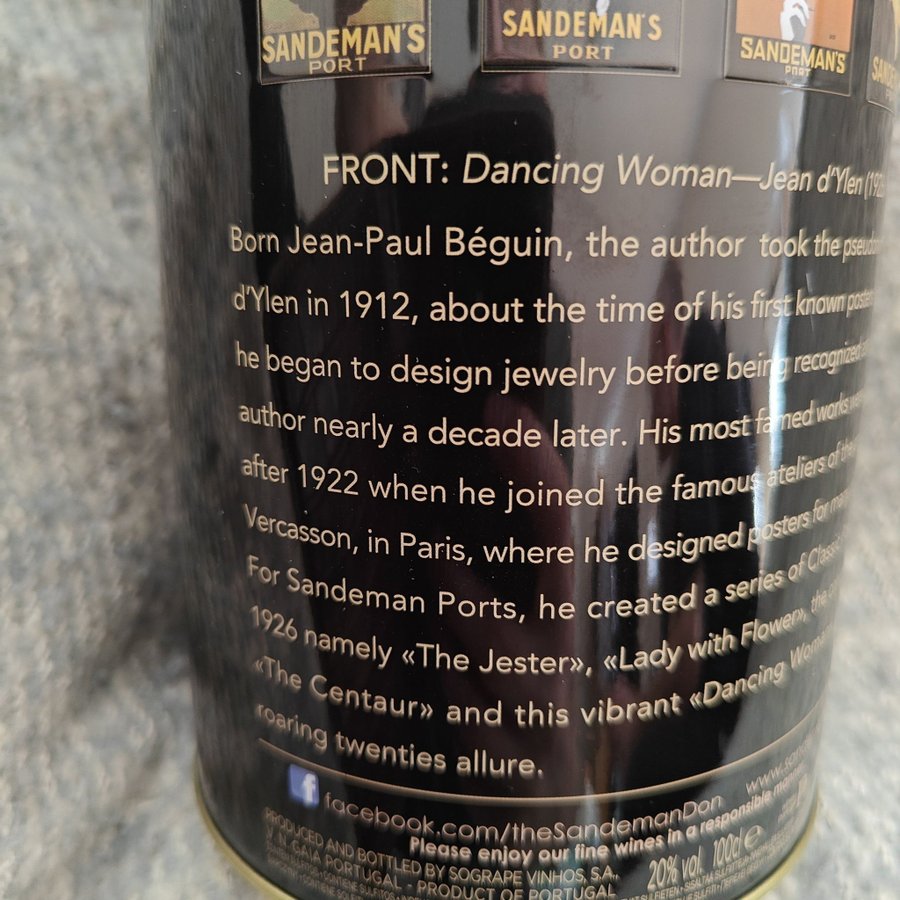 SANDEMAN'S PORT
SANDEMAN'S PORT
SANDEMAN'S PORT
FRONT: Dancing Woman—Jean d'Ylen
Born Jean-Paul Béguin, the author took the
d'Ylen in 1912, about the time of his first known
he began to design jewelry before being recognized
author nearly a decade later. His most famed works
after 1922 when he joined the famous ateliers of the
Vercasson, in Paris, where he designed posters for
For Sandeman Ports, he created a series of
1926 namely «The Jester», «Lady with Flower», the
«The Centaur» and this vibrant «Dancing
roaring twenties allure.
facebook.com/theSandemanDon
Please enjoy our fine wines in a responsible
PRODUCED AND BOTTLED BY SOGRAPE VINHOS, S.A.,
V. N. GAIA PORTUGAL - PRODUCT OF PORTUGAL
20% vol. 100cl e